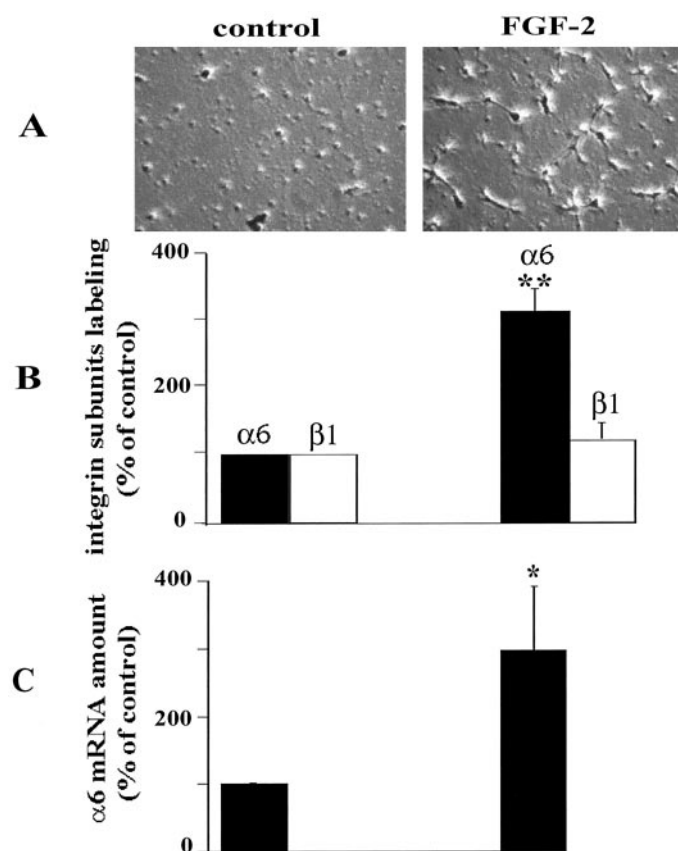 control FGF-2
A
B
integrin subunits labeling
(% of control)
400
200
0
α6 β1
α6
**
β1
C
α6 mRNA amount
(% of control)
400
200
0
*